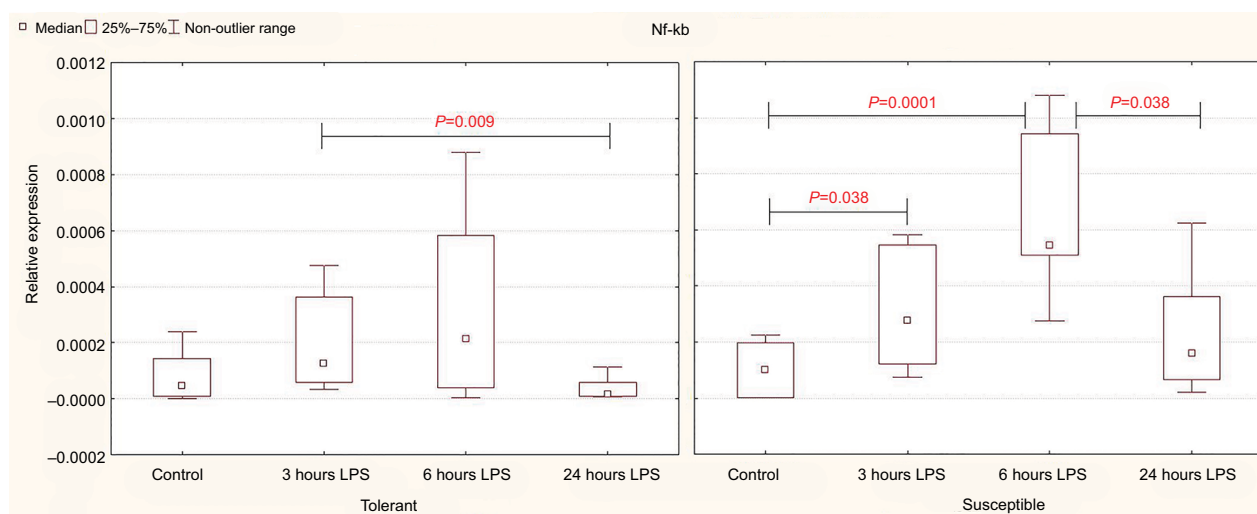 Median 25%–75% Non-outlier range
Nf-kb
Relative expression
0.0012
0.0010
0.0008
0.0006
0.0004
0.0002
–0.0000
–0.0002
P=0.009
P=0.0001
P=0.038
P=0.038
Control 3 hours LPS 6 hours LPS 24 hours LPS
Tolerant
Control 3 hours LPS 6 hours LPS 24 hours LPS
Susceptible